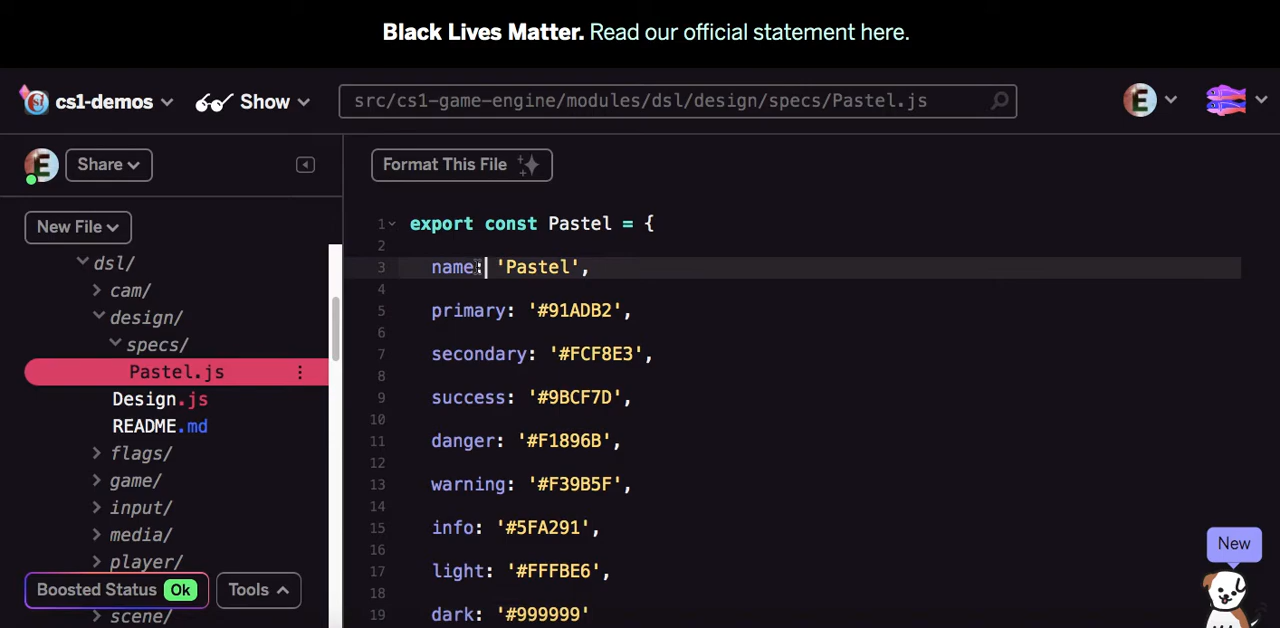 Black Lives Matter. Read our official statement here.
cs1-demos
Show
src/cs1-game-engine/modules/dsl/design/specs/Pastel.js
E
E
Share
Format This File
New File
dsl/
cam/
design/
specs/
Pastel.js
Design.js
README.md
flags/
game/
input/
media/
player/
scene/
Boosted Status Ok
Tools
1 export const Pastel = {
2
3 name: 'Pastel',
4
5 primary: '#91ADB2',
6
7 secondary: '#FCF8E3',
8
9 success: '#9BCF7D',
10
11 danger: '#F1896B',
12
13 warning: '#F39B5F',
14
15 info: '#5FA291',
16
17 light: '#FFFBE6',
18
19 dark: '#999999'
New